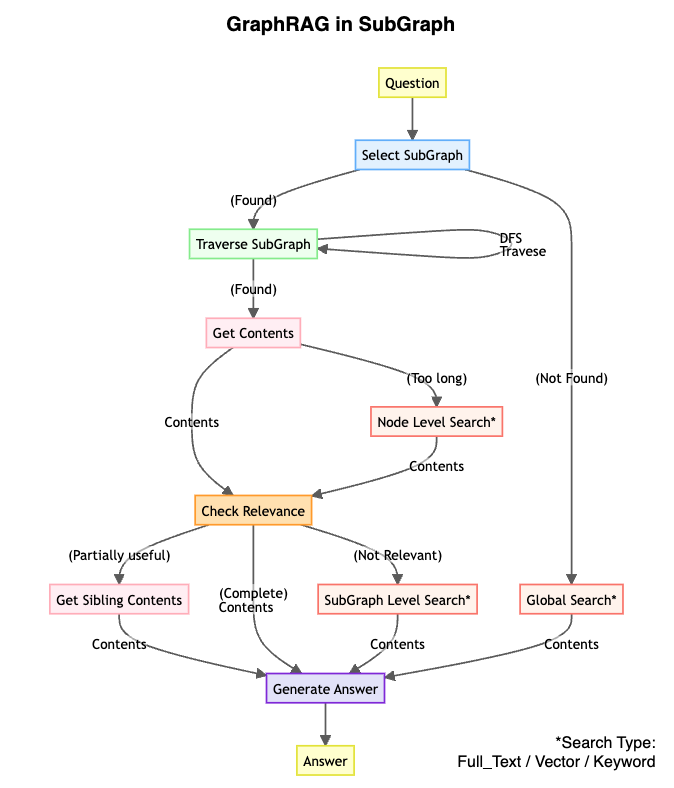 GraphRAG in SubGraph
Question
Select SubGraph
(Found)
Traverse SubGraph
DFS
Travese
(Found)
Get Contents
(Too long)
(Not Found)
Contents
Node Level Search*
Contents
Check Relevance
(Partially useful)
(Not Relevant)
Get Sibling Contents
(Complete)
Contents
SubGraph Level Search*
Global Search*
Contents
Contents
Contents
Generate Answer
Answer
*Search Type:
Full_Text / Vector / Keyword